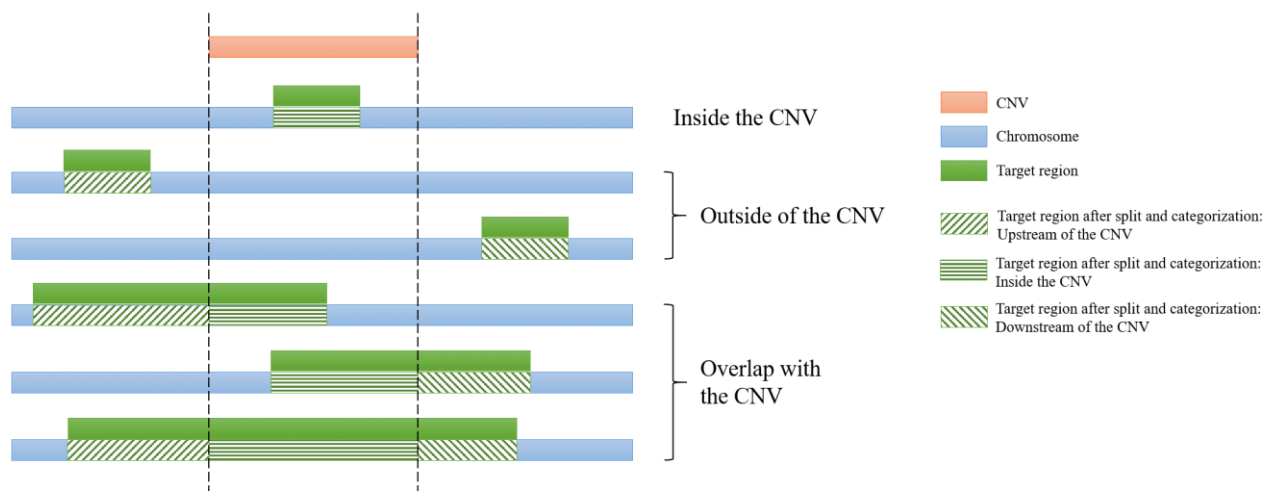 Inside the CNV
Outside of the CNV
Overlap with
the CNV
CNV
Chromosome
Target region
Target region after split and categorization:
Upstream of the CNV
Target region after split and categorization:
Inside the CNV
Target region after split and categorization:
Downstream of the CNV